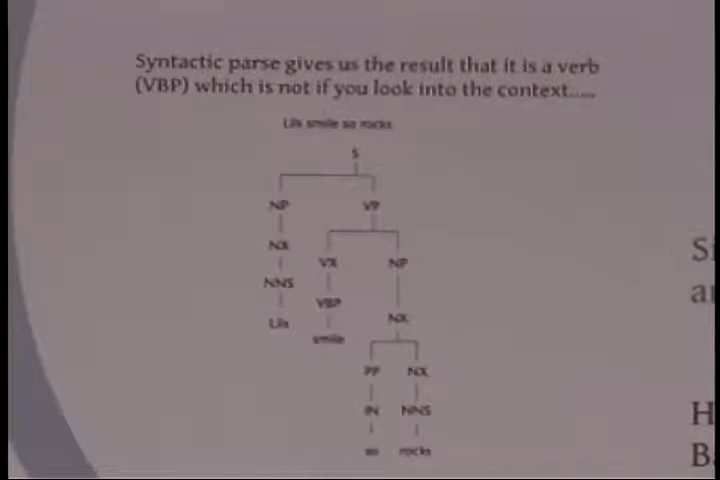 Syntactic parse gives us the result that it is a verb
(VBP) which is not if you look into the context.....
Lils smile so rocks
S
NP VP
NX
VX NP
NNS
VBP
Lils NX
smile
PP NX
IN NNS
so rocks
Si
an
H
B